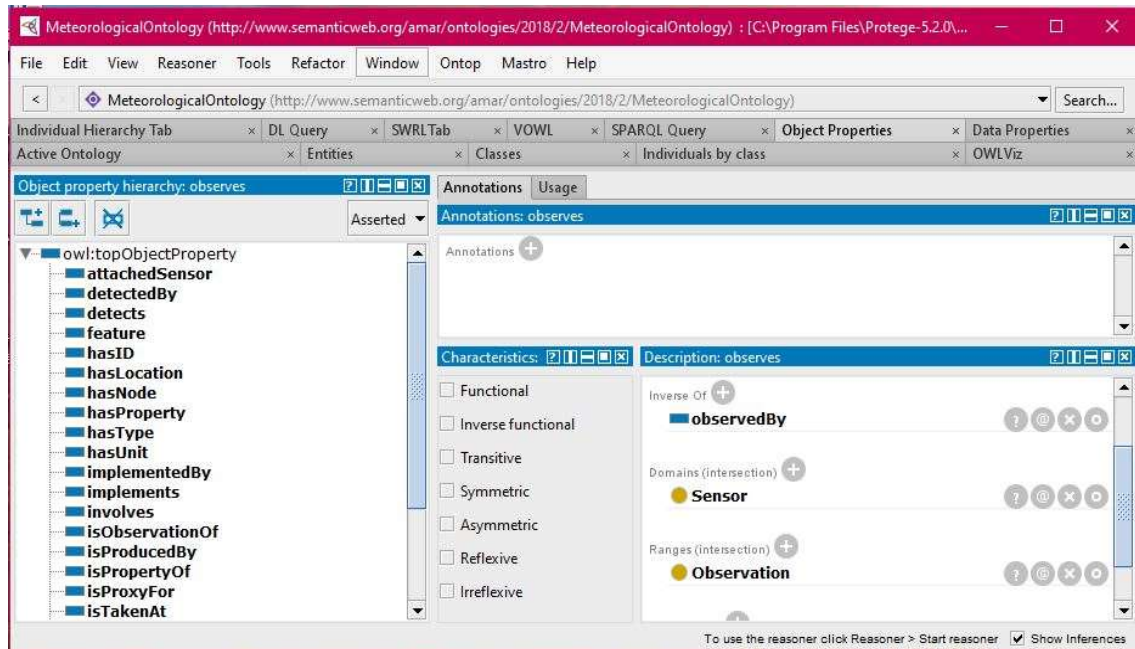 MeteorologicalOntology (http://www.semanticweb.org/amar/ontologies/2018/2/MeteorologicalOntology) : [C:\Program Files\Protege-5.2.0\...
File Edit View Reasoner Tools Refactor Window Ontop Mastro Help
< > MeteorologicalOntology (http://www.semanticweb.org/amar/ontologies/2018/2/MeteorologicalOntology) Search...
Individual Hierarchy Tab × DL Query × SWRLTab × VOWL × SPARQL Query × Object Properties × Data Properties ×
Active Ontology × Entities × Classes × Individuals by class × OWLViz ×
Object property hierarchy: observes
Asserted
owl:topObjectProperty
attachedSensor
detectedBy
detects
feature
hasID
hasLocation
hasNode
hasProperty
hasType
hasUnit
implementedBy
implements
involves
isObservationOf
isProducedBy
isPropertyOf
isProxyFor
isTakenAt
Annotations Usage
Annotations: observes
Annotations
Characteristics:
Functional
Inverse functional
Transitive
Symmetric
Asymmetric
Reflexive
Irreflexive
Description: observes
Inverse Of
observedBy
Domains (intersection)
Sensor
Ranges (intersection)
Observation
To use the reasoner click Reasoner > Start reasoner Show Inferences